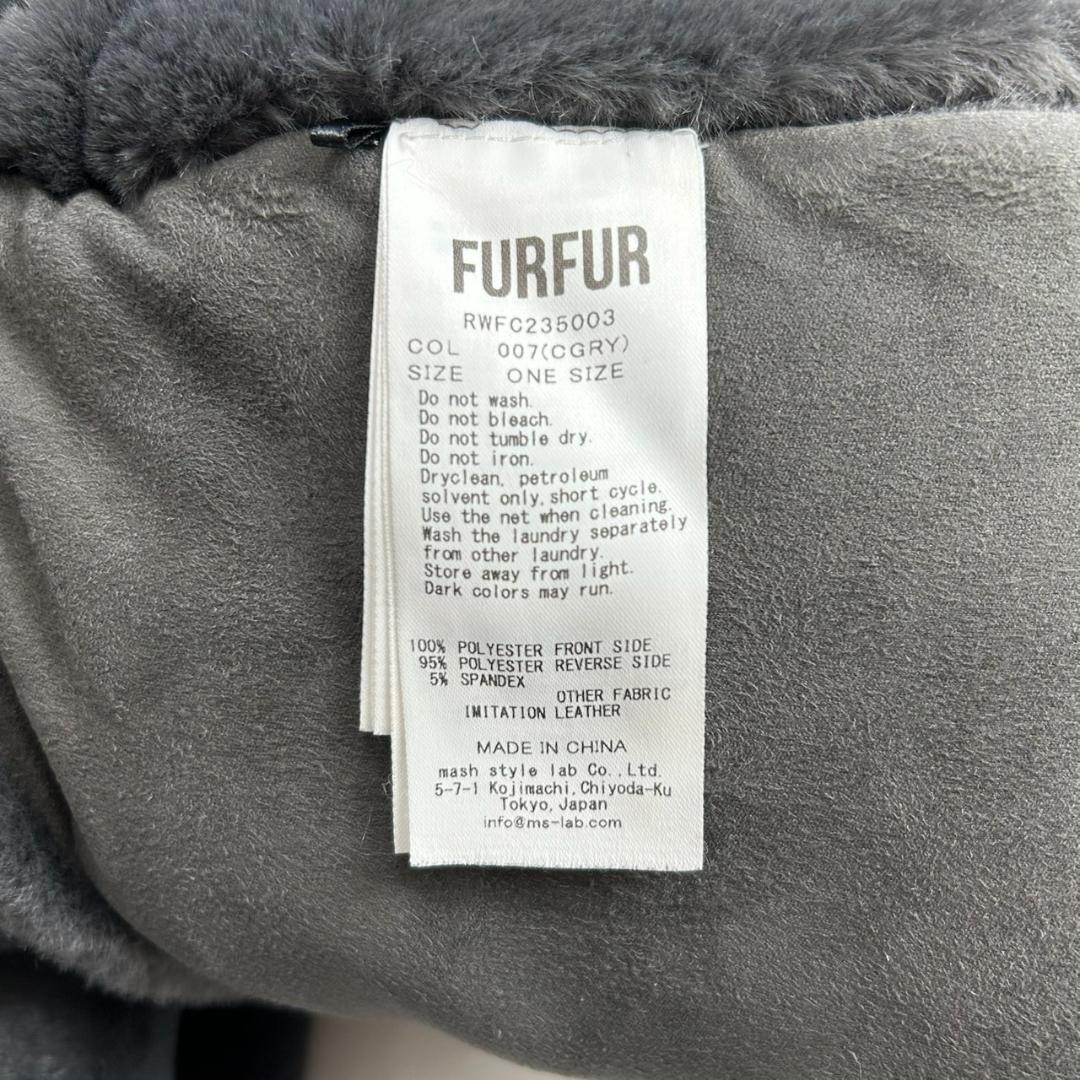 FURFUR
RWFC235003
COL 007(CGRY)
SIZE ONE SIZE
Do not wash.
Do not bleach.
Do not tumble dry.
Do not iron.
Dryclean, petroleum
solvent only, short cycle.
Use the net when cleaning.
Wash the laundry separately
from other laundry.
Store away from light.
Dark colors may run.
100% POLYESTER FRONT SIDE
95% POLYESTER REVERSE SIDE
5% SPANDEX
OTHER FABRIC
IMITATION LEATHER
MADE IN CHINA
mash style lab Co.,Ltd.
5-7-1 Kojimachi, Chiyoda-Ku
Tokyo, Japan
info@ms-lab.com